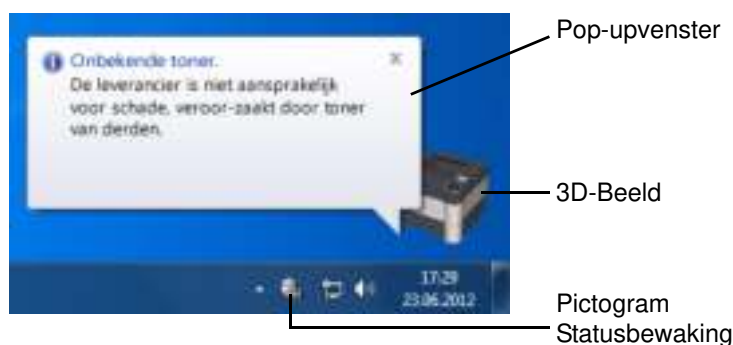 Onbekende toner.
De leverancier is niet aansprakelijk
voor schade, veroor-zaakt door toner
van derden.
17:29
23.06.2012
Pop-upvenster
3D-Beeld
Pictogram
Statusbewaking